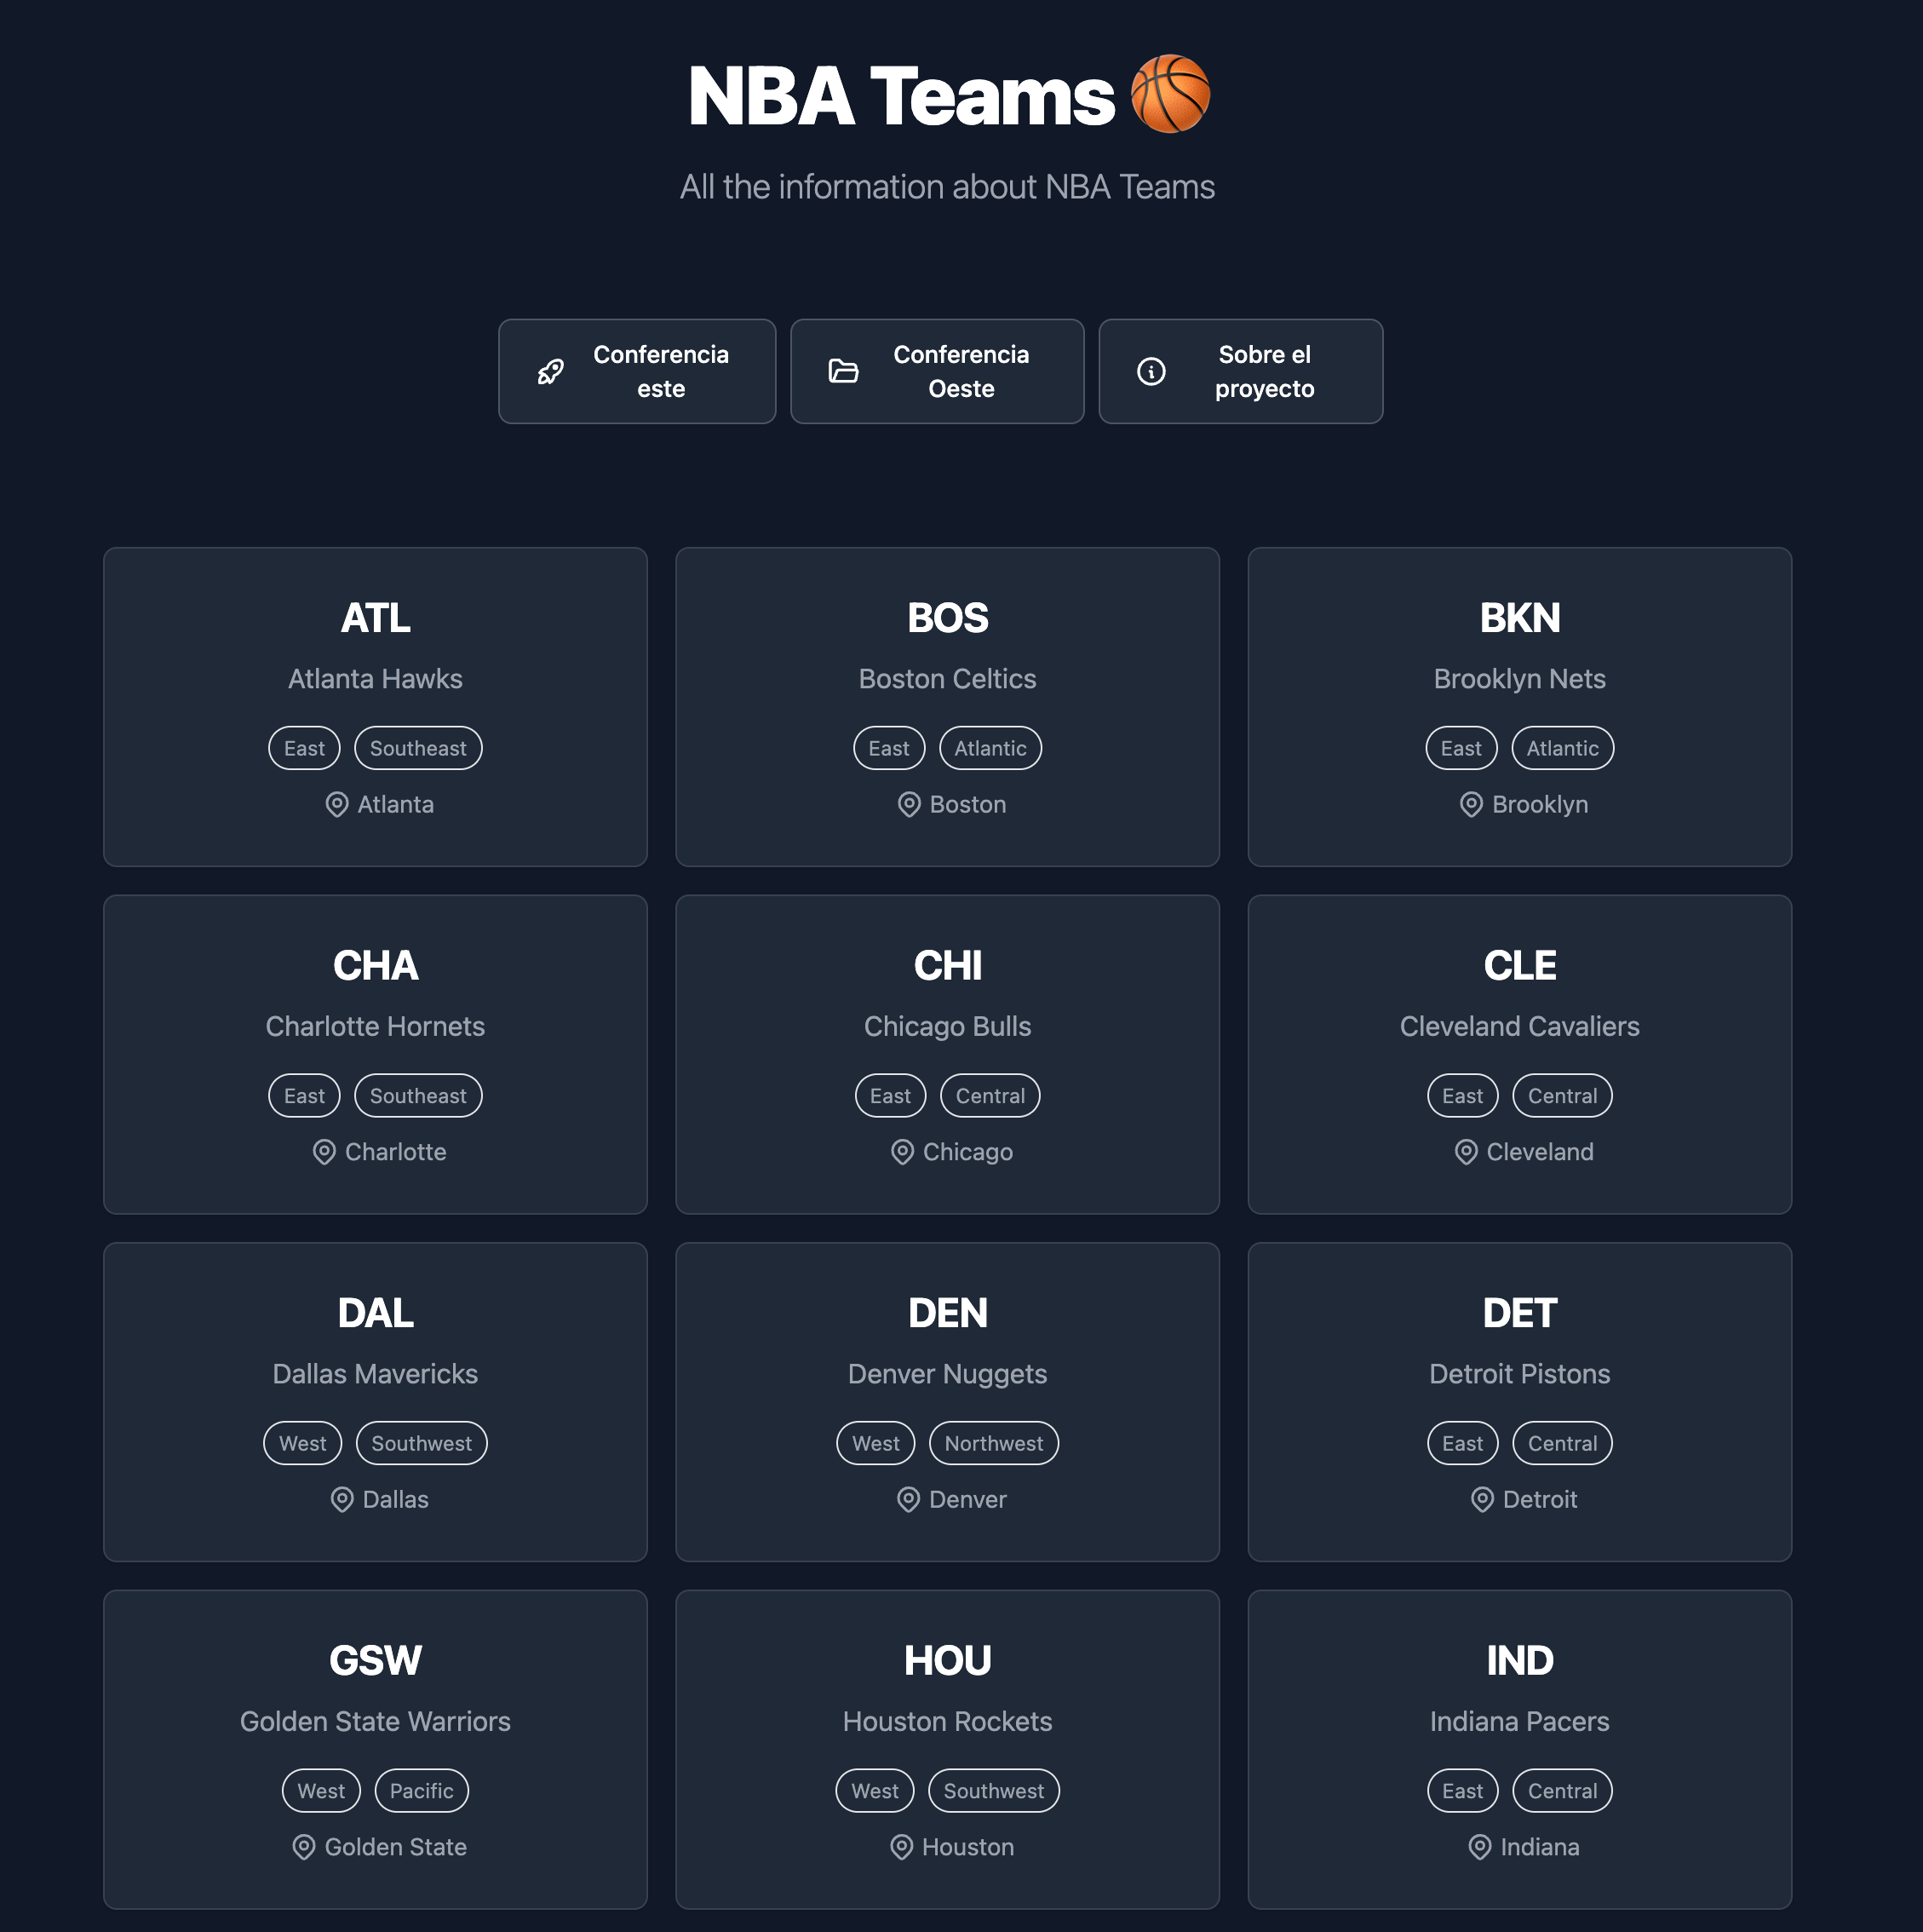 NBA Teams
All the information about NBA Teams
Conferencia
este
Conferencia
Oeste
Sobre el
proyecto
ATL
Atlanta Hawks
East Southeast
Atlanta
BOS
Boston Celtics
East Atlantic
Boston
BKN
Brooklyn Nets
East Atlantic
Brooklyn
CHA
Charlotte Hornets
East Southeast
Charlotte
CHI
Chicago Bulls
East Central
Chicago
CLE
Cleveland Cavaliers
East Central
Cleveland
DAL
Dallas Mavericks
West Southwest
Dallas
DEN
Denver Nuggets
West Northwest
Denver
DET
Detroit Pistons
East Central
Detroit
GSW
Golden State Warriors
West Pacific
Golden State
HOU
Houston Rockets
West Southwest
Houston
IND
Indiana Pacers
East Central
Indiana